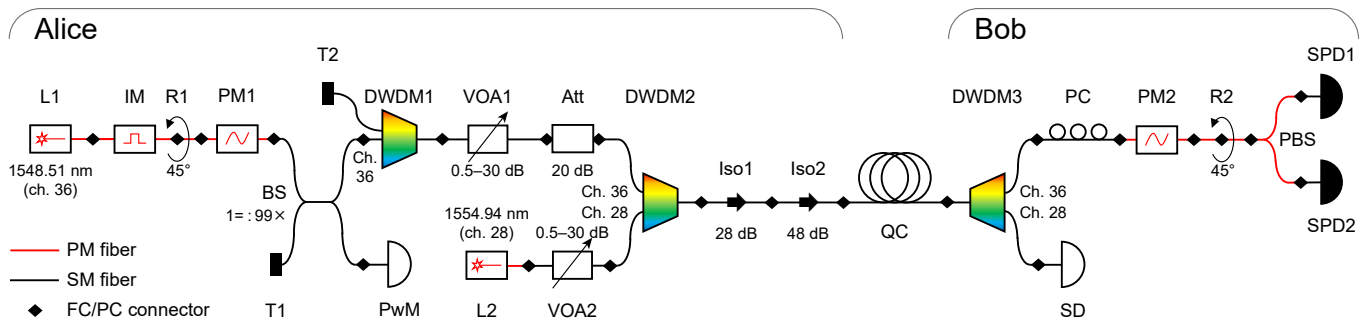 Alice
Bob
T2
SPD1
L1
IM
R1
PM1
DWDM1
VOA1
Att
DWDM2
DWDM3
PC
PM2
R2
1548.51 nm
(ch. 36)
45°
Ch.
36
0.5–30 dB
20 dB
PBS
45°
BS
1= : 99×
Iso1
Iso2
Ch. 36
Ch. 28
Ch. 36
Ch. 28
1554.94 nm
(ch. 28)
0.5–30 dB
28 dB
48 dB
QC
SPD2
PM fiber
SM fiber
FC/PC connector
T1
PwM
L2
VOA2
SD